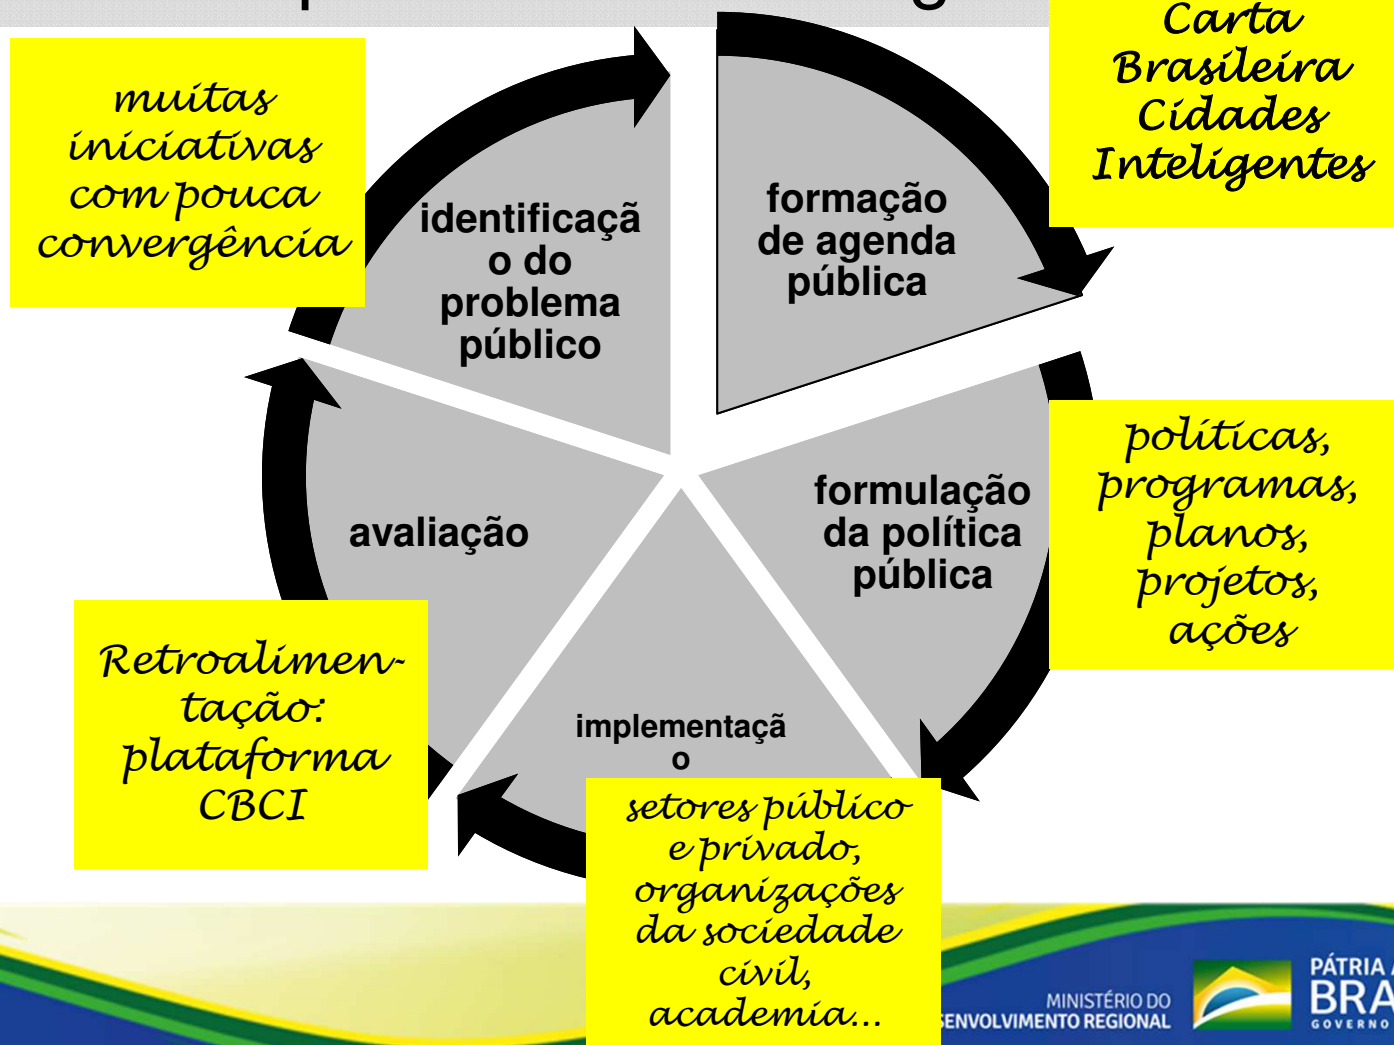 Carta
Brasileira
Cidades
Inteligentes
muitas
iniciativas
com pouca
convergência
identificaçã
o do
problema
público
formação
de agenda
pública
políticas,
programas,
planos,
projetos,
ações
formulação
da política
pública
avaliação
Retroalimen-
tação:
plataforma
CBCI
implementaçã
o
setores público
e privado,
organizações
da sociedade
civil,
academia...
MINISTÉRIO DO
ENVOLVIMENTO REGIONAL
PÁTRIA A
BRA
GOVERNO